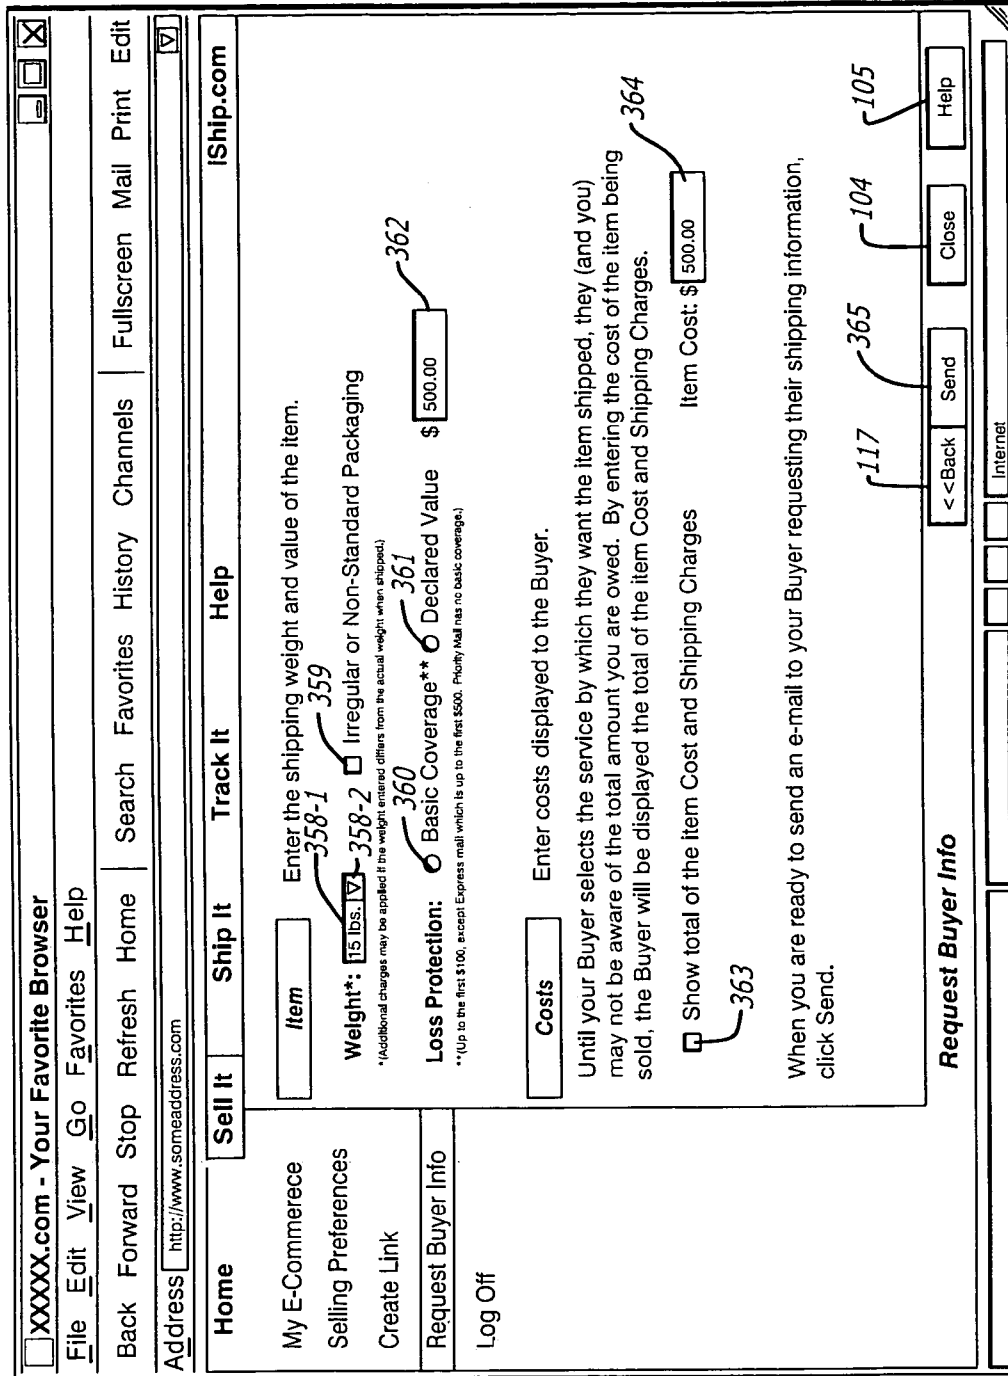 XXXXX.com - Your Favorite Browser
File Edit View Go Favorites Help
Back Forward Stop Refresh Home Search Favorites History Channels Fullscreen Mail Print Edit
Address http://www.someaddress.com
Home Sell It Ship It Track It Help iShip.com
My E-Commerece
Selling Preferences
Create Link
Request Buyer Info
Log Off
Item Enter the shipping weight and value of the item.
358-1 359
Weight*: 15 lbs. 358-2 Irregular or Non-Standard Packaging
*(Additional charges may be applied if the weight entered differs from the actual weight when shipped.)
360 361 362
Loss Protection: Basic Coverage** Declared Value $ 500.00
**(Up to the first $100, except Express mail which is up to the first $500. Priority Mail has no basic coverage.)
Costs Enter costs displayed to the Buyer.
Until your Buyer selects the service by which they want the item shipped, they (and you)
may not be aware of the total amount you are owed. By entering the cost of the item being
sold, the Buyer will be displayed the total of the item Cost and Shipping Charges.
364
Show total of the item Cost and Shipping Charges Item Cost: $ 500.00
363
When you are ready to send an e-mail to your Buyer requesting their shipping information,
click Send.
117 365 104 105
Request Buyer Info <<Back Send Close Help
Internet